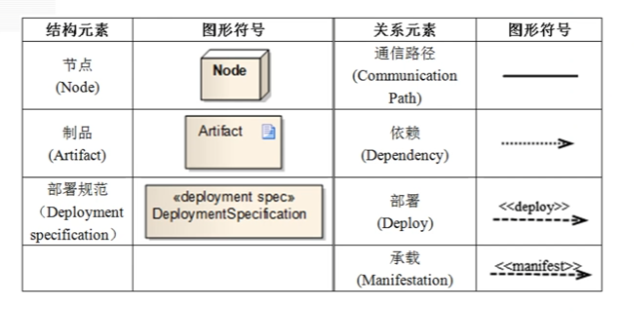 结构元素 图形符号 关系元素 图形符号
节点
(Node)
Node
通信路径
(Communication
Path)
制品
(Artifact)
Artifact
依赖
(Dependency)
部署规范
（Deployment
specification）
«deployment spec»
DeploymentSpecification
部署
(Deploy)
<<deploy>>
承载
(Manifestation)
<<manifest>>